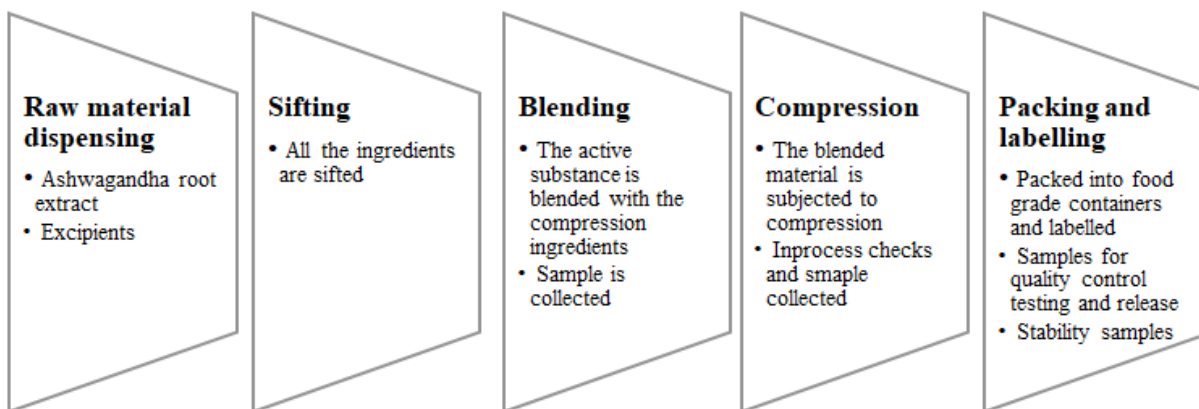 Raw material
dispensing
• Ashwagandha root
extract
• Excipients
Sifting
• All the ingredients
are sifted
Blending
• The active
substance is
blended with the
compression
ingredients
• Sample is
collected
Compression
• The blended
material is
subjected to
compression
• Inprocess checks
and smaple
collected
Packing and
labelling
• Packed into food
grade containers
and labelled
• Samples for
quality control
testing and release
• Stability samples